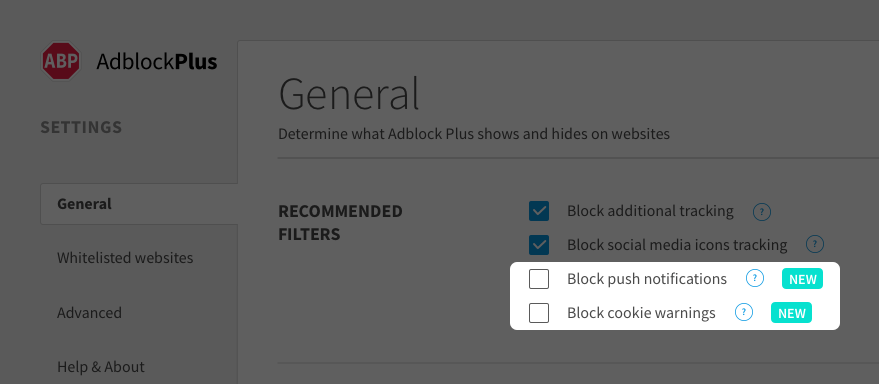 ABP AdblockPlus
SETTINGS
General
Whitelisted websites
Advanced
Help & About
General
Determine what Adblock Plus shows and hides on websites
RECOMMENDED
FILTERS
Block additional tracking ?
Block social media icons tracking ?
Block push notifications ? NEW
Block cookie warnings ? NEW